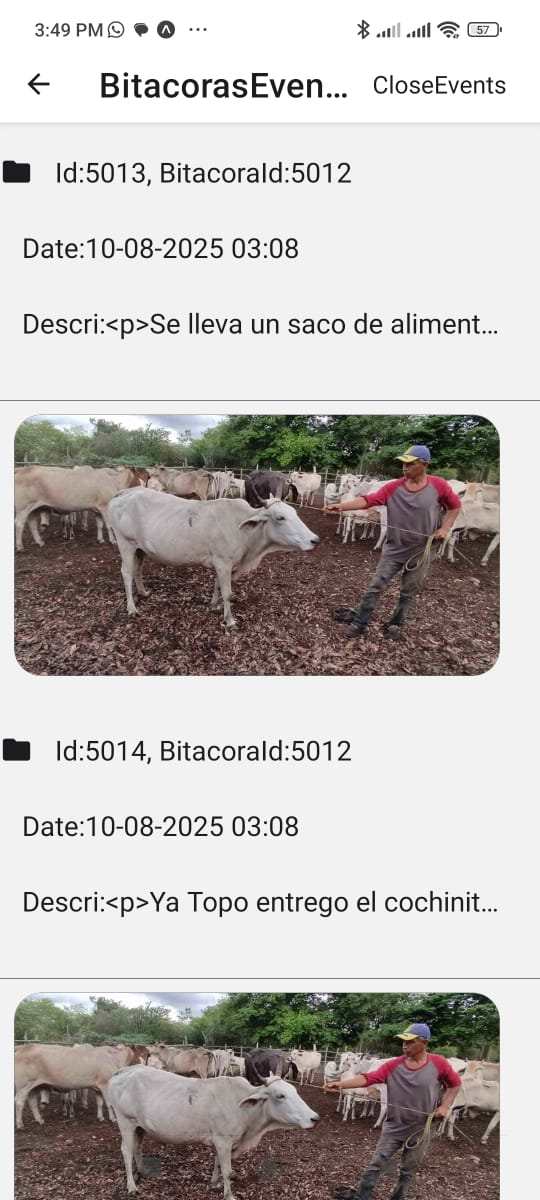 3:49 PM
57
BitacorasEven...
CloseEvents
Id:5013, BitacoraId:5012
Date:10-08-2025 03:08
Descri:<p>Se lleva un saco de aliment...
Id:5014, BitacoraId:5012
Date:10-08-2025 03:08
Descri:<p>Ya Topo entrego el cochinit...